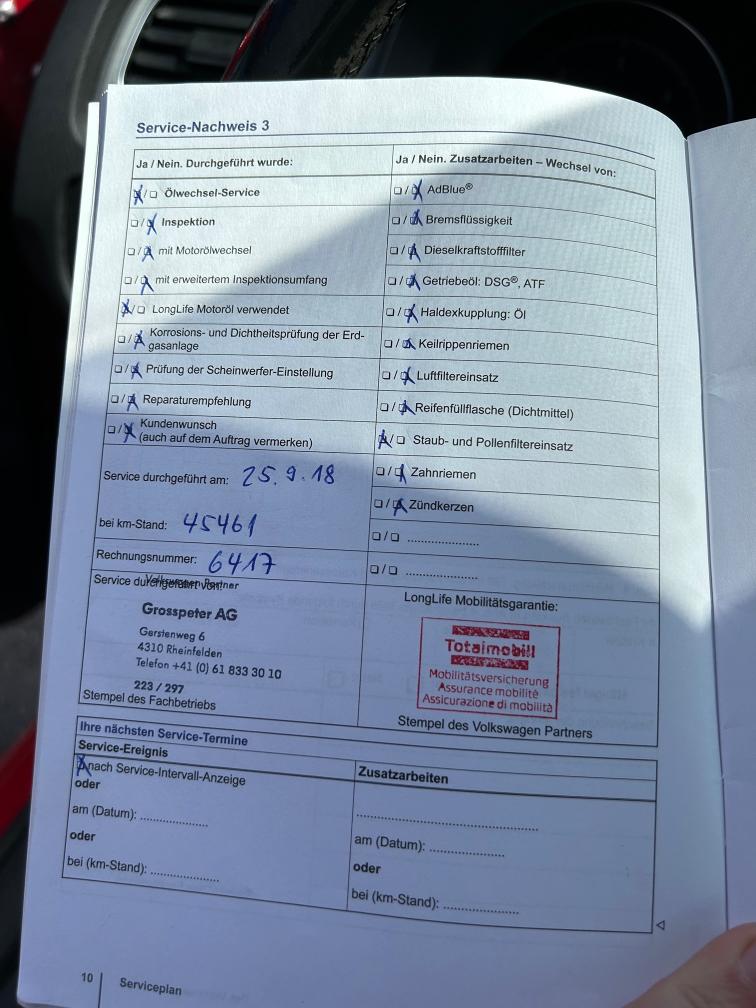 Service-Nachweis 3
Ja / Nein. Durchgeführt wurde:
☒/☐ Ölwechsel-Service
☐/☒ Inspektion
☐/☒ mit Motorölwechsel
☐/☒ mit erweitertem Inspektionsumfang
☒/☐ LongLife Motoröl verwendet
☐/☒ Korrosions- und Dichtheitsprüfung der Erd-
gasanlage
☐/☒ Prüfung der Scheinwerfer-Einstellung
☐/☒ Reparaturempfehlung
☐/☒ Kundenwunsch
(auch auf dem Auftrag vermerken)
Service durchgeführt am: 25.9.18
bei km-Stand: 45461
Rechnungsnummer: 6417
Service durchgeführt von:
Volkswagen Partner
Grosspeter AG
Gerstenweg 6
4310 Rheinfelden
Telefon +41 (0) 61 833 30 10
223 / 297
Stempel des Fachbetriebs
Ja / Nein. Zusatzarbeiten – Wechsel von:
☐/☒ AdBlue®
☐/☒ Bremsflüssigkeit
☐/☒ Dieselkraftstofffilter
☐/☒ Getriebeöl: DSG®, ATF
☐/☒ Haldexkupplung: Öl
☐/☒ Keilrippenriemen
☐/☒ Luftfiltereinsatz
☐/☒ Reifenfüllflasche (Dichtmittel)
☒/☐ Staub- und Pollenfiltereinsatz
☐/☒ Zahnriemen
☐/☒ Zündkerzen
☐/☐ ....................
☐/☐ ....................
LongLife Mobilitätsgarantie:
Totalmobil!
Mobilitätsversicherung
Assurance mobilité
Assicurazione di mobilità
Stempel des Volkswagen Partners
Ihre nächsten Service-Termine
Service-Ereignis
☒ nach Service-Intervall-Anzeige
oder
am (Datum): ...................
oder
bei (km-Stand): ...................
Zusatzarbeiten
..................................................
am (Datum): .....................
oder
bei (km-Stand): .....................
10 Serviceplan